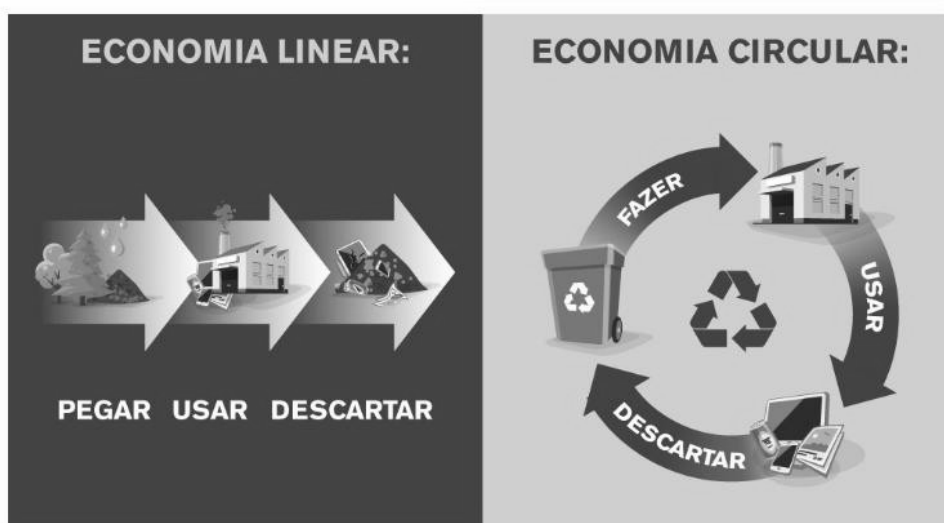 ECONOMIA LINEAR:
PEGAR USAR DESCARTAR
ECONOMIA CIRCULAR:
FAZER
USAR
DESCARTAR